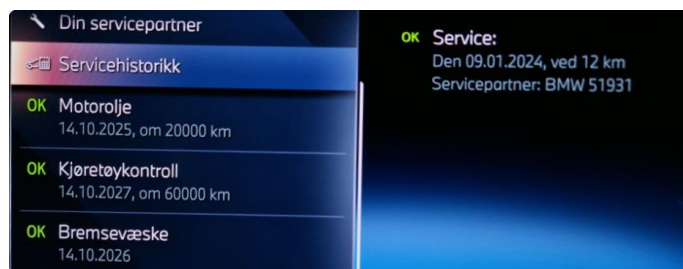 Din servicepartner
Servicehistorikk
OK Motorolje
14.10.2025, om 20000 km
OK Kjøretøykontroll
14.10.2027, om 60000 km
OK Bremsevæske
14.10.2026
OK Service:
Den 09.01.2024, ved 12 km
Servicepartner: BMW 51931